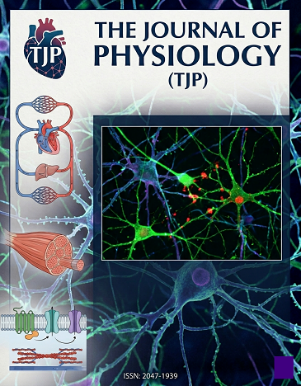 TJP
THE JOURNAL OF
PHYSIOLOGY
(TJP)
ISSN: 2047-1939